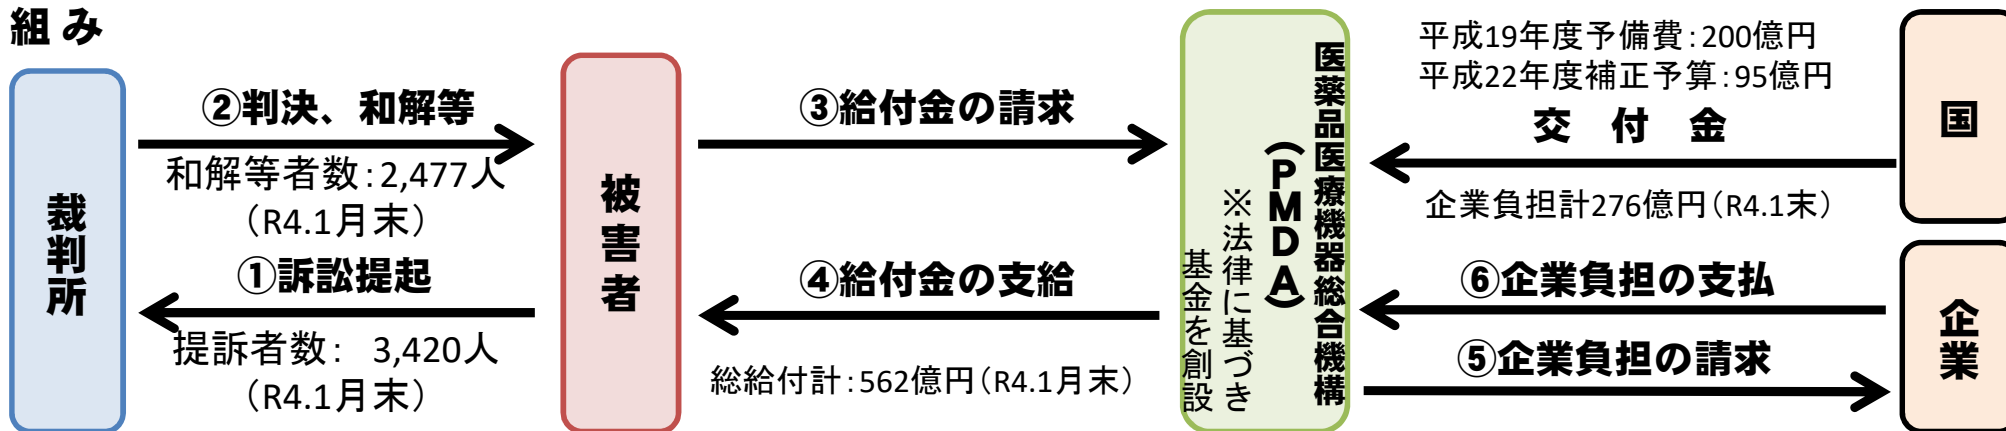 組み
裁判所
②判決、和解等
和解等者数：2,477人
（R4.1月末）
①訴訟提起
提訴者数： 3,420人
（R4.1月末）
被害者
③給付金の請求
④給付金の支給
総給付計：562億円（R4.1月末）
医薬品医療機器総合機構
（PMDA）
※法律に基づき
基金を創設
平成19年度予備費：200億円
平成22年度補正予算：95億円
交 付 金
企業負担計276億円（R4.1末）
⑥企業負担の支払
⑤企業負担の請求
国
企業